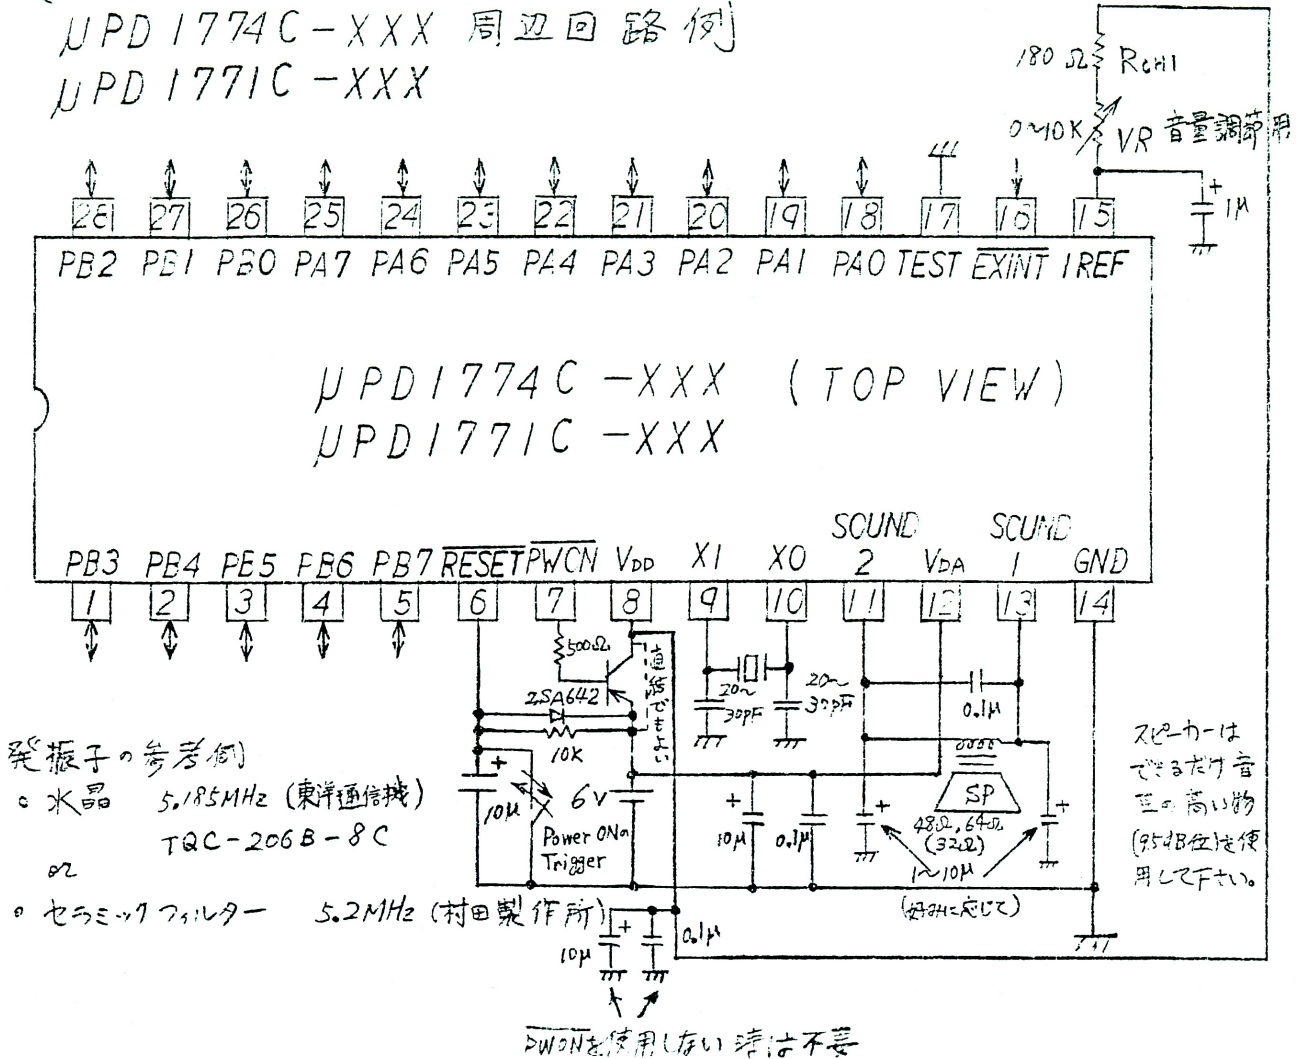 μPD1774C-XXX 周辺回路例
μPD1771C-XXX
180Ω RCH1
0~10K VR 音量調節用
1μ
28 27 26 25 24 23 22 21 20 19 18 17 16 15
PB2 PB1 PB0 PA7 PA6 PA5 PA4 PA3 PA2 PA1 PA0 TEST EXINT IREF
μPD1774C-XXX (TOP VIEW)
μPD1771C-XXX
SOUND SOUND
PB3 PB4 PB5 PB6 PB7 RESET PWON VDD XI XO 2 VDA 1 GND
1 2 3 4 5 6 7 8 9 10 11 12 13 14
500Ω
直結でもよい
2SA642
10K
20~
30pF
20~
30pF
0.1μ
10μ
Power ONの
Trigger
6V
10μ
0.1μ
SP
48Ω, 64Ω
(32Ω)
1~10μ
(好みに応じて)
スピーカーは
できるだけ音
圧の高い物
(95dB位)を使
用して下さい。
発振子の参考例
○ 水晶 5.185MHz (東洋通信機)
TQC-206B-8C
or
○ セラミックフィルター 5.2MHz (村田製作所)
10μ
0.1μ
PWONを使用しない時は不要